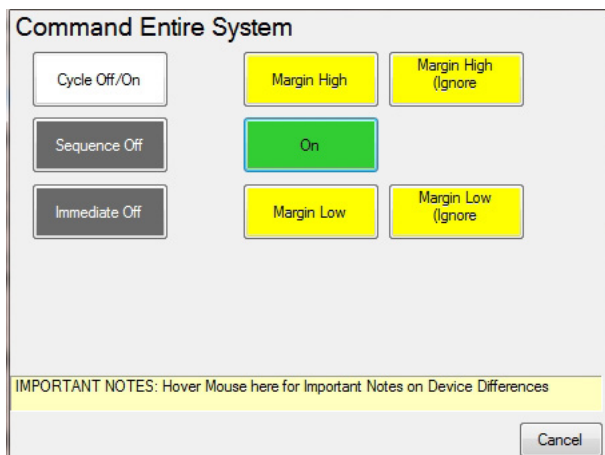 Command Entire System
Cycle Off/On
Margin High
Margin High
(Ignore
Sequence Off
On
Immediate Off
Margin Low
Margin Low
(Ignore
IMPORTANT NOTES: Hover Mouse here for Important Notes on Device Differences
Cancel